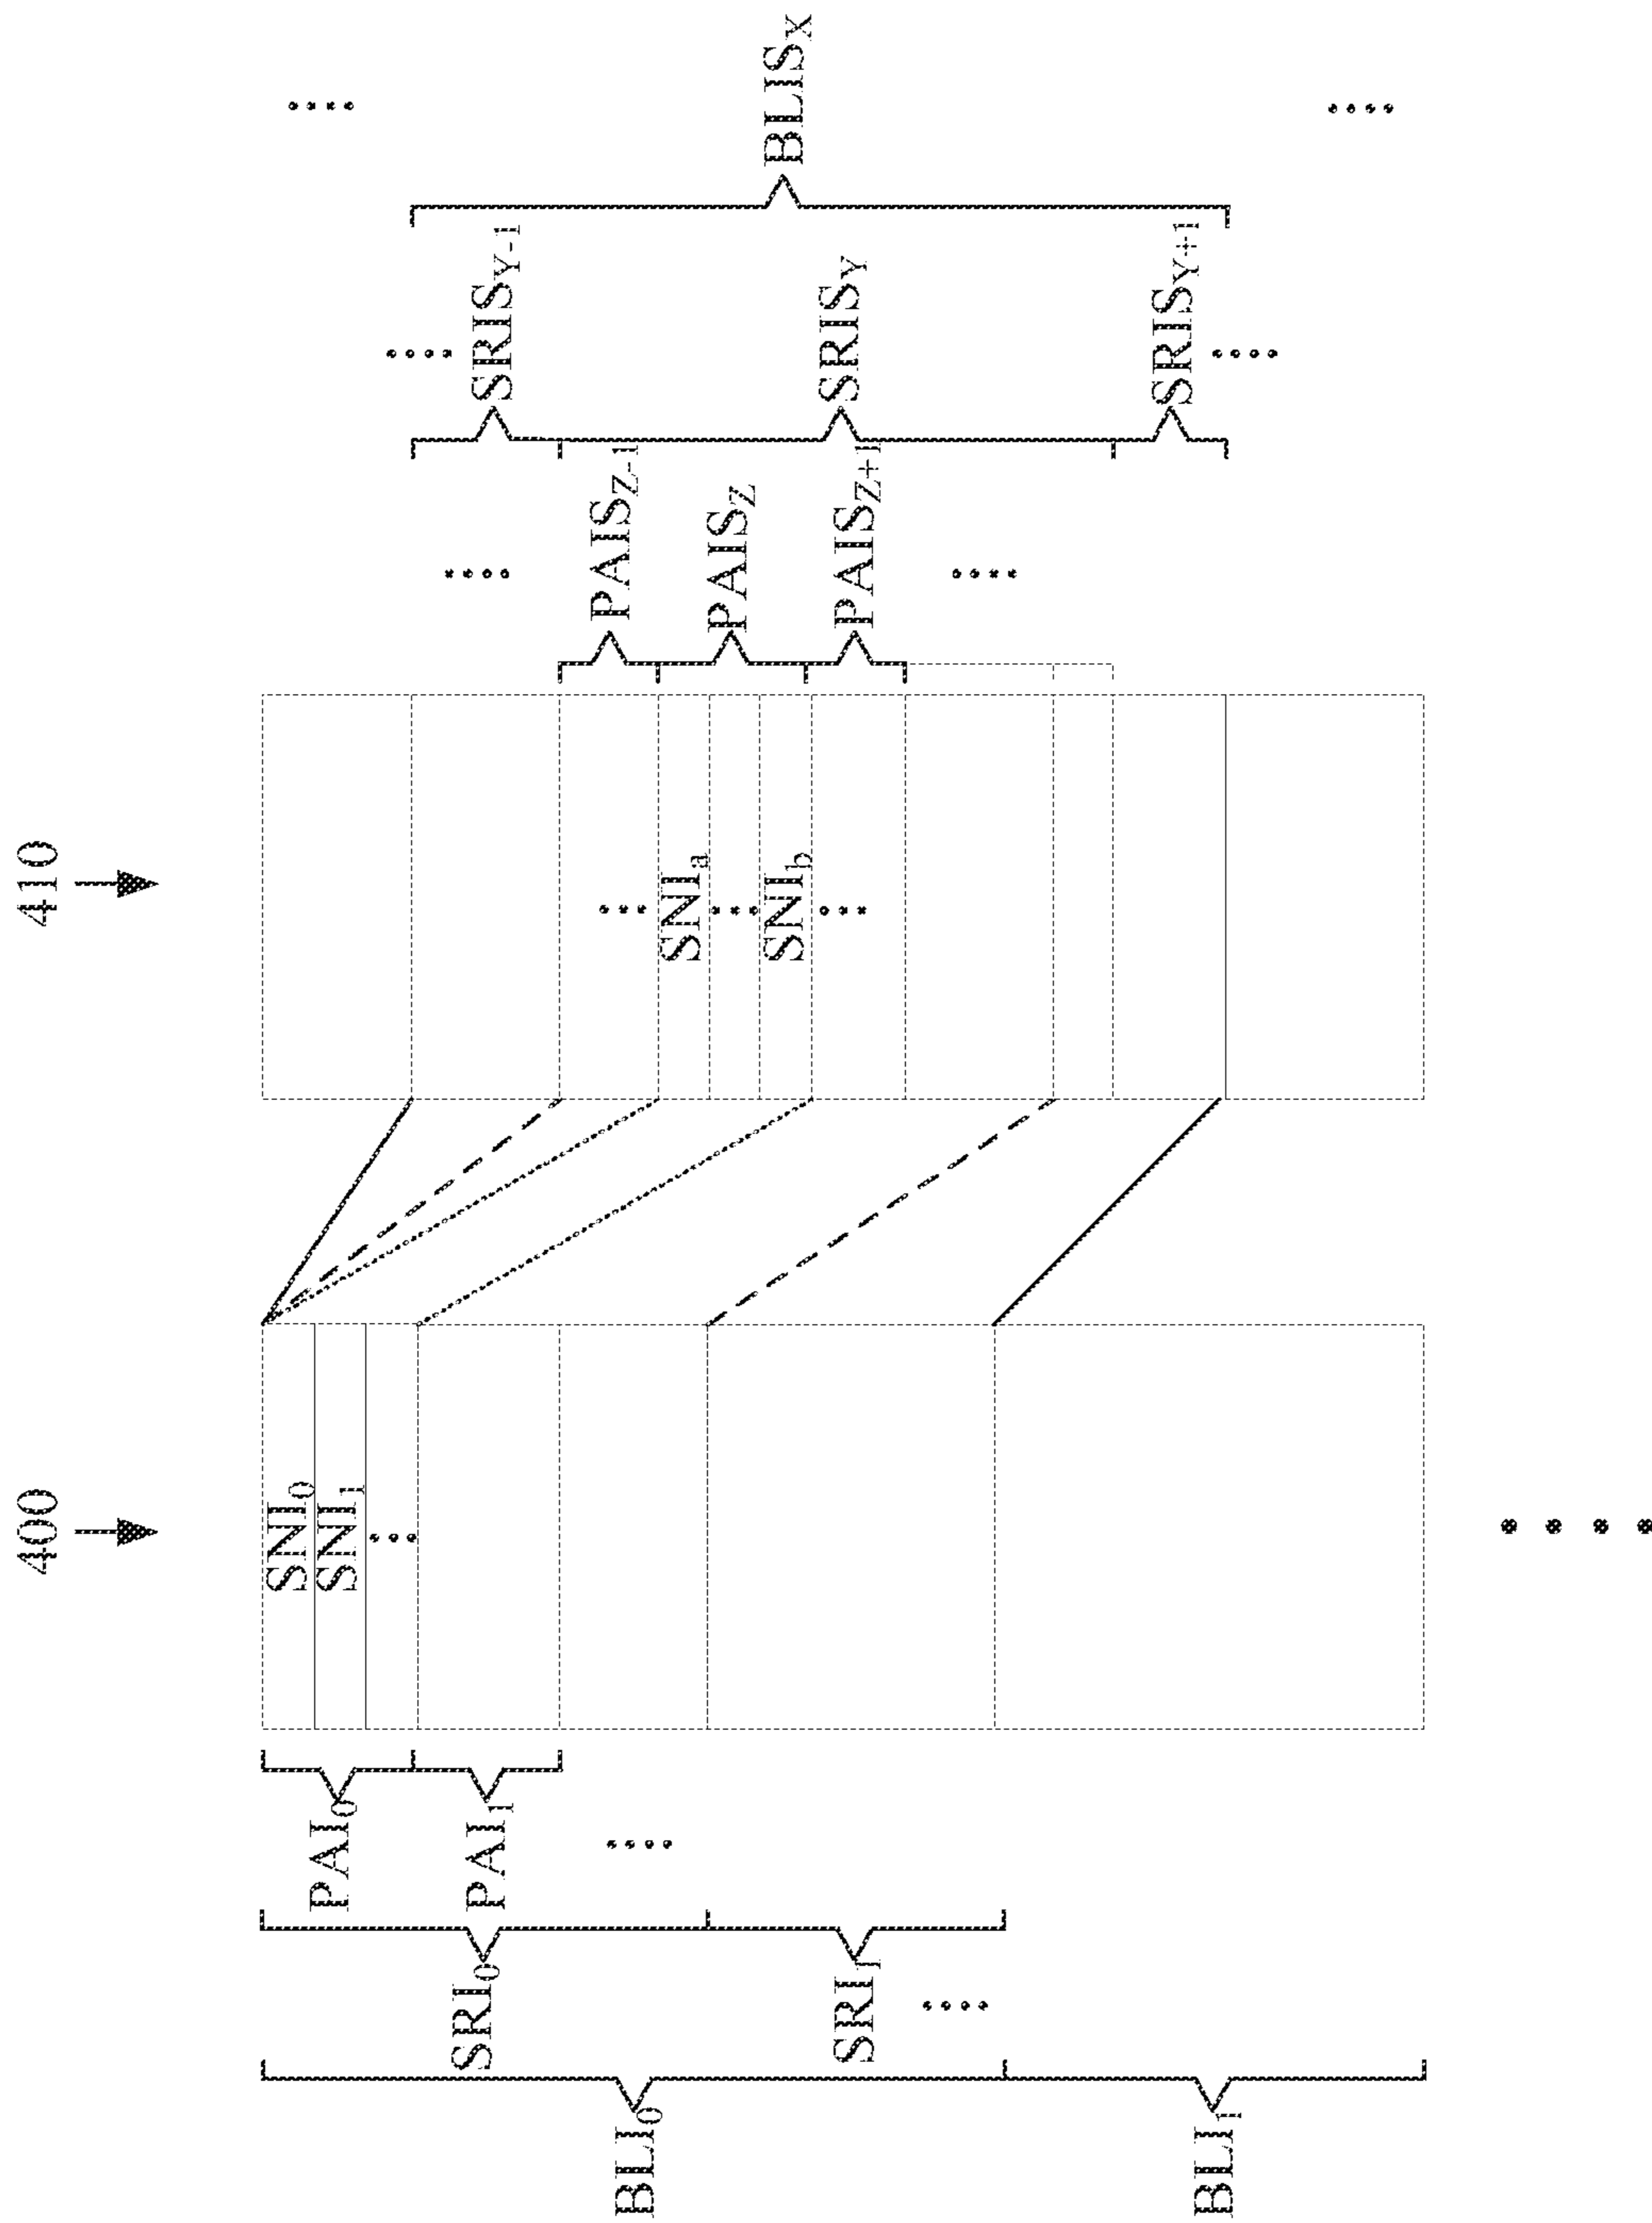 400
410
BLI0
BLI1
SRI0
SRI1
....
PAI0
PAI1
....
SNI0
SNI1
...
....
...
SNIa
...
SNIb
...
....
PAISZ-1
PAISZ
PAISZ+1
....
....
SRISY-1
SRISY
SRISY+1
....
....
BLISX
....